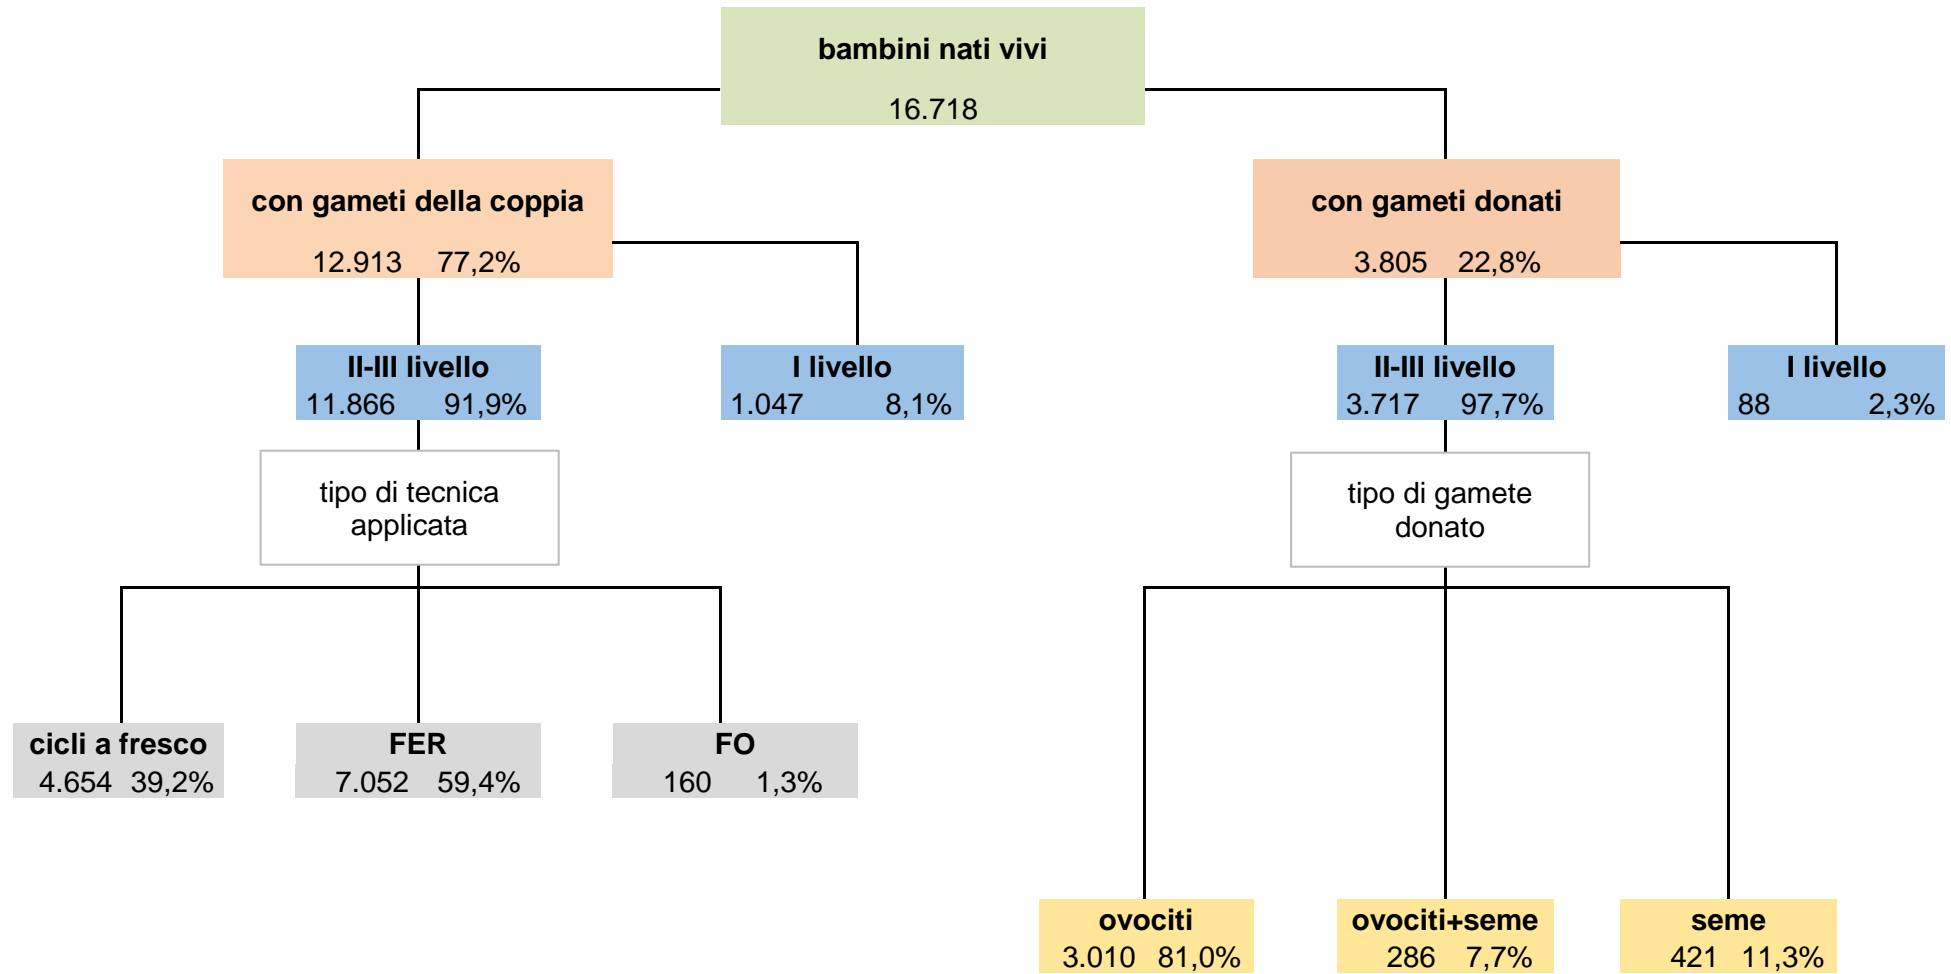 bambini nati vivi
16.718
con gameti della coppia
12.913 77,2%
con gameti donati
3.805 22,8%
II-III livello
11.866 91,9%
I livello
1.047 8,1%
II-III livello
3.717 97,7%
I livello
88 2,3%
tipo di tecnica
applicata
tipo di gamete
donato
cicli a fresco
4.654 39,2%
FER
7.052 59,4%
FO
160 1,3%
ovociti
3.010 81,0%
ovociti+seme
286 7,7%
seme
421 11,3%